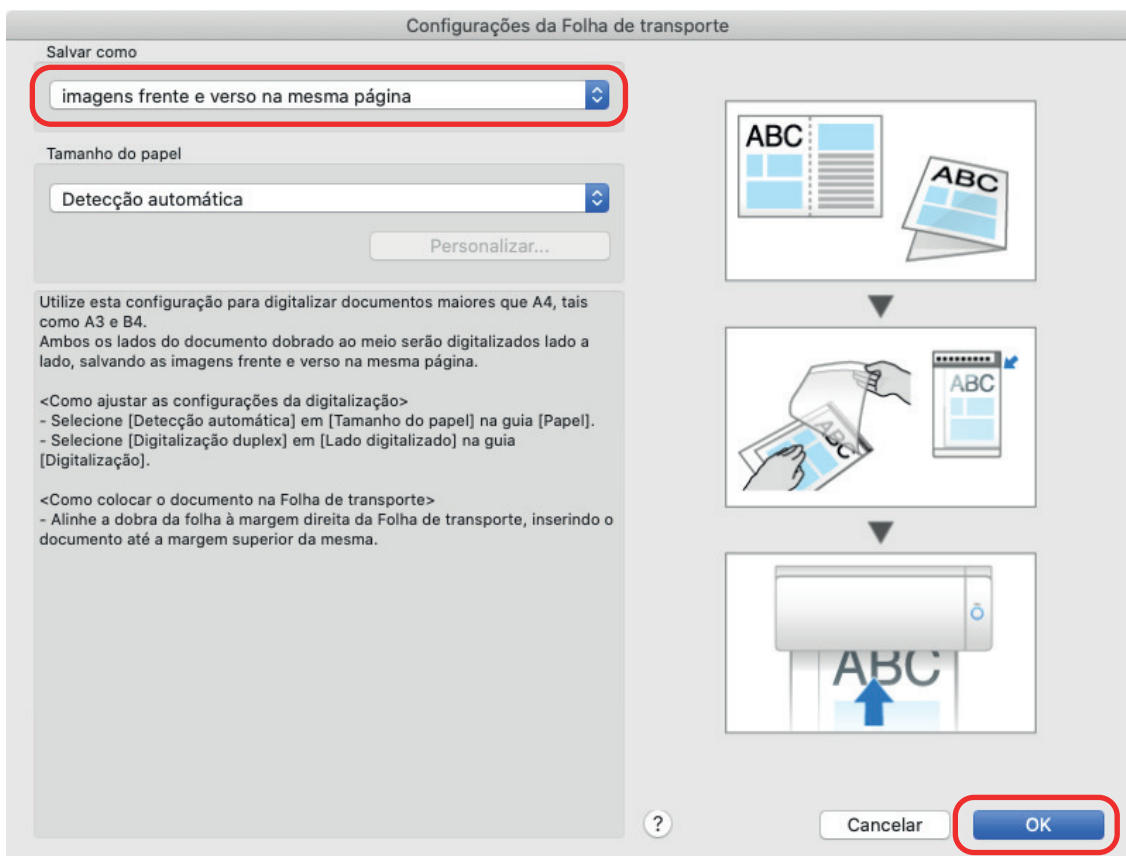 Configurações da Folha de transporte
Salvar como
imagens frente e verso na mesma página
Tamanho do papel
Detecção automática
Personalizar...
Utilize esta configuração para digitalizar documentos maiores que A4, tais
como A3 e B4.
Ambos os lados do documento dobrado ao meio serão digitalizados lado a
lado, salvando as imagens frente e verso na mesma página.
<Como ajustar as configurações da digitalização>
- Selecione [Detecção automática] em [Tamanho do papel] na guia [Papel].
- Selecione [Digitalização duplex] em [Lado digitalizado] na guia
[Digitalização].
<Como colocar o documento na Folha de transporte>
- Alinhe a dobra da folha à margem direita da Folha de transporte, inserindo o
documento até a margem superior da mesma.
ABC
ABC
ABC
ABC
ABC
?
Cancelar
OK